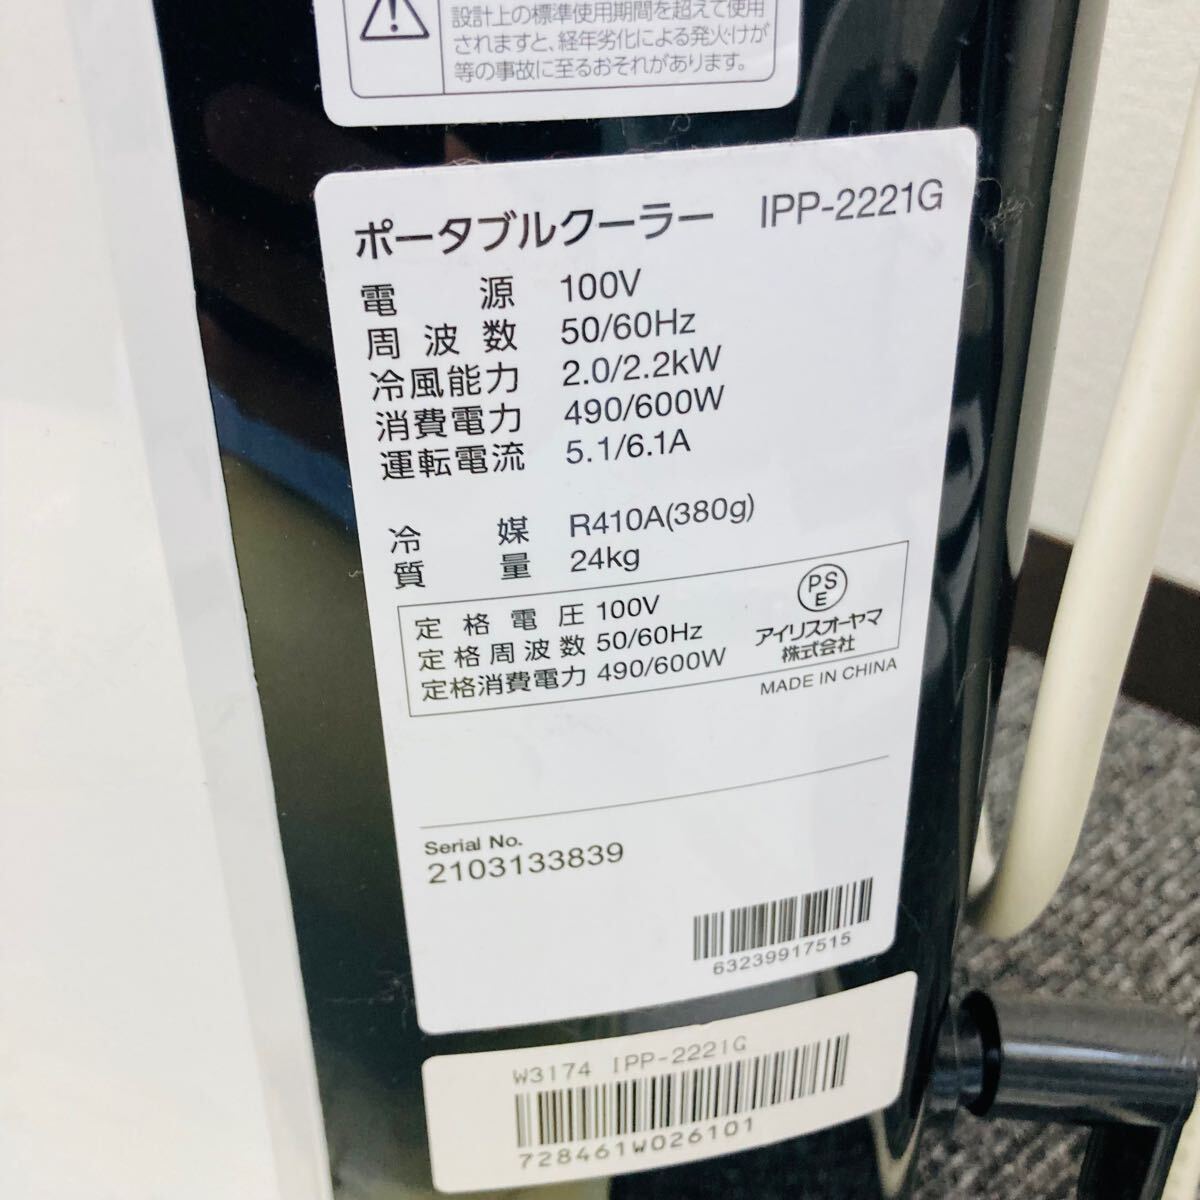 設計上の標準使用期間を超えて使用
されますと、経年劣化による発火・けが
等の事故に至るおそれがあります。
ポータブルクーラー IPP-2221G
電源 100V
周波数 50/60Hz
冷風能力 2.0/2.2kW
消費電力 490/600W
運転電流 5.1/6.1A
冷媒 R410A(380g)
質量 24kg
定格電圧 100V
定格周波数 50/60Hz
定格消費電力 490/600W
PS
E
アイリスオーヤマ
株式会社
MADE IN CHINA
Serial No.
2103133839
63239917515
W3174 IPP-2221G
728461W026101